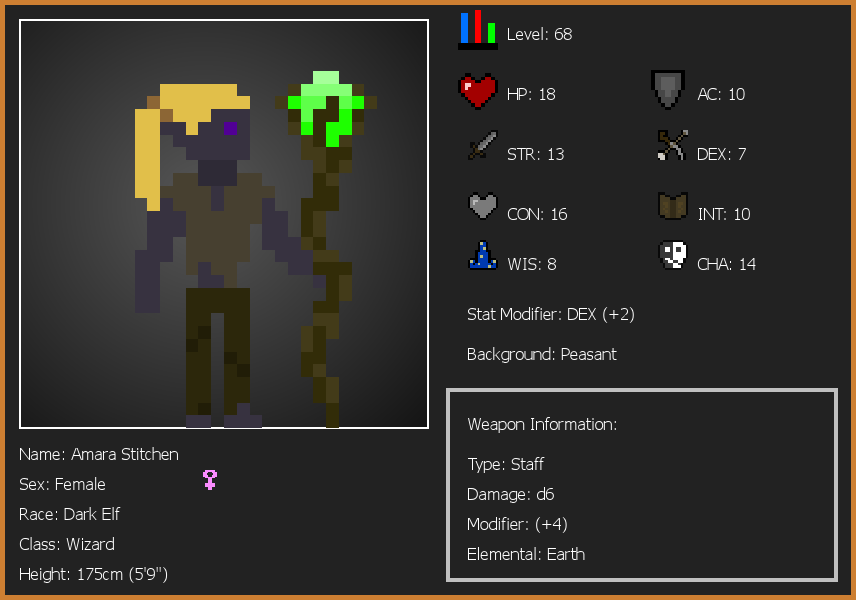 Level: 68
HP: 18
AC: 10
STR: 13
DEX: 7
CON: 16
INT: 10
WIS: 8
CHA: 14
Stat Modifier: DEX (+2)
Background: Peasant
Weapon Information:
Type: Staff
Damage: d6
Modifier: (+4)
Elemental: Earth
Name: Amara Stitchen
Sex: Female
Race: Dark Elf
Class: Wizard
Height: 175cm (5'9")